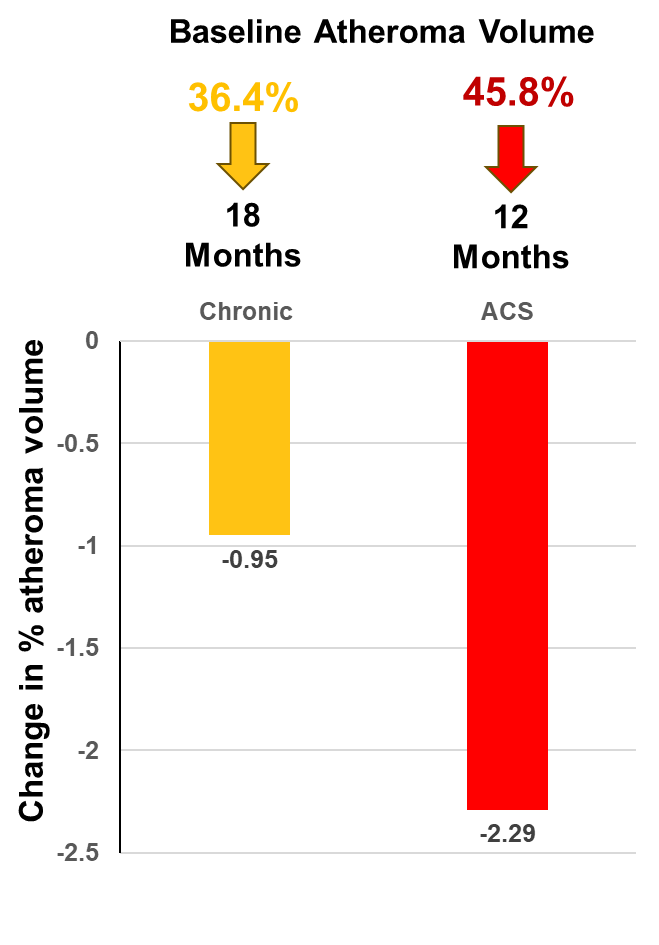 Baseline Atheroma Volume
36.4%
45.8%
18
Months
12
Months
Chronic
ACS
Change in % atheroma volume
0
-0.5
-1
-1.5
-2
-2.5
-0.95
-2.29